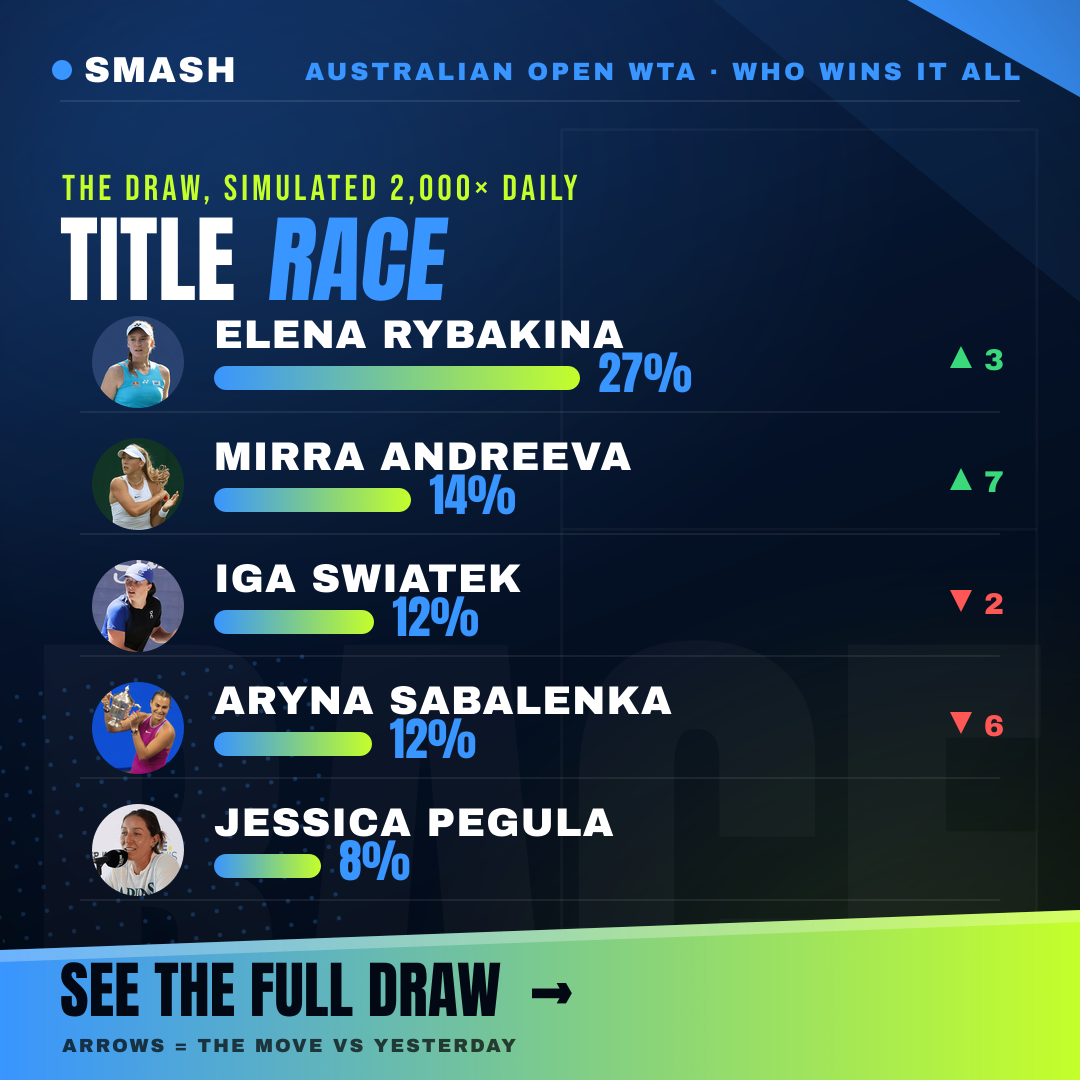 SMASH
AUSTRALIAN OPEN WTA · WHO WINS IT ALL
THE DRAW, SIMULATED 2,000× DAILY
TITLE RACE
ELENA RYBAKINA
27%
▲ 3
MIRRA ANDREEVA
14%
▲ 7
IGA SWIATEK
12%
▼ 2
ARYNA SABALENKA
12%
▼ 6
JESSICA PEGULA
8%
RACE
SEE THE FULL DRAW →
ARROWS = THE MOVE VS YESTERDAY